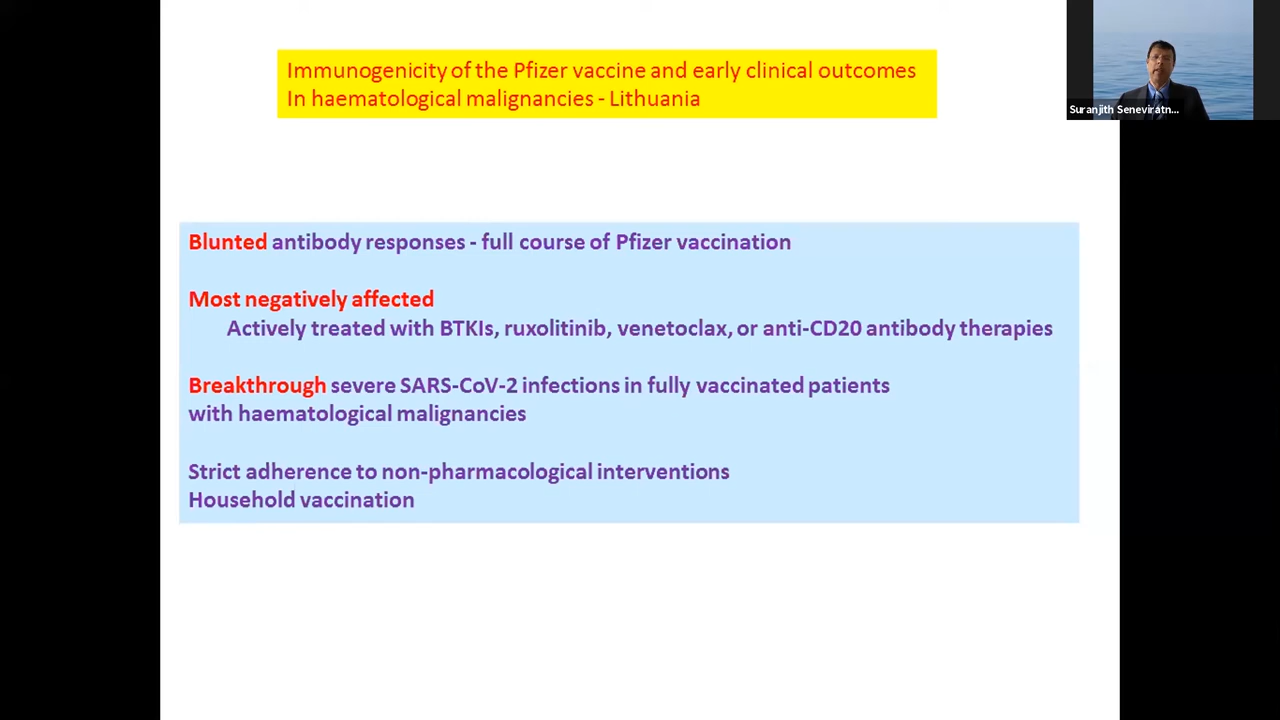 Immunogenicity of the Pfizer vaccine and early clinical outcomes
In haematological malignancies - Lithuania
Suranjith Seneviratn...
Blunted antibody responses - full course of Pfizer vaccination
Most negatively affected
Actively treated with BTKIs, ruxolitinib, venetoclax, or anti-CD20 antibody therapies
Breakthrough severe SARS-CoV-2 infections in fully vaccinated patients
with haematological malignancies
Strict adherence to non-pharmacological interventions
Household vaccination